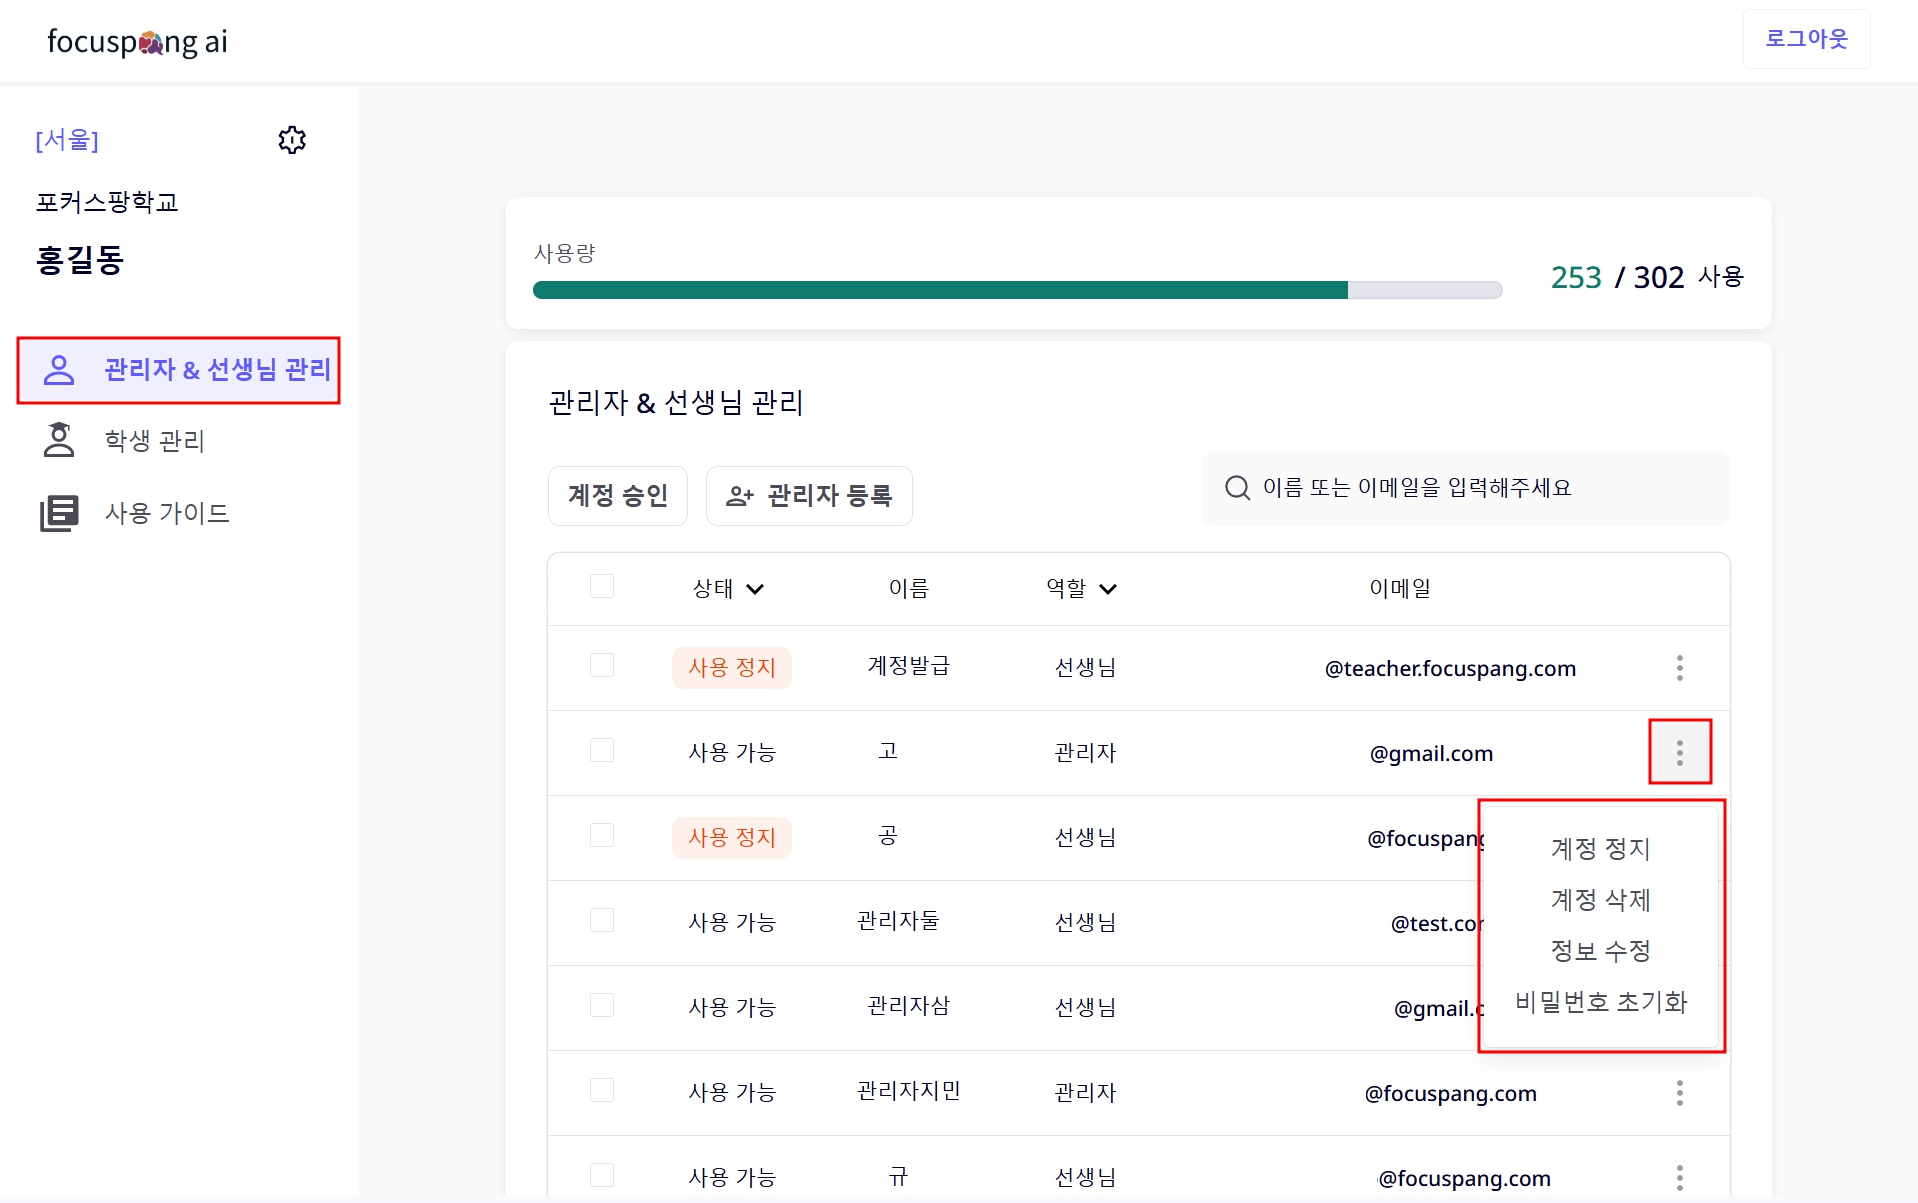 focuspang ai
로그아웃
[서울]
포커스팡학교
홍길동
관리자 & 선생님 관리
학생 관리
사용 가이드
사용량
253 / 302 사용
관리자 & 선생님 관리
계정 승인
관리자 등록
이름 또는 이메일을 입력해주세요
상태 이름 역할 이메일
사용 정지 계정발급 선생님 @teacher.focuspang.com
사용 가능 고 관리자 @gmail.com
사용 정지 공 선생님 @focuspang
사용 가능 관리자둘 선생님 @test.co
사용 가능 관리자삼 선생님 @gmail.c
계정 정지
계정 삭제
정보 수정
비밀번호 초기화
사용 가능 관리자지민 관리자 @focuspang.com
사용 가능 규 선생님 @focuspang.com